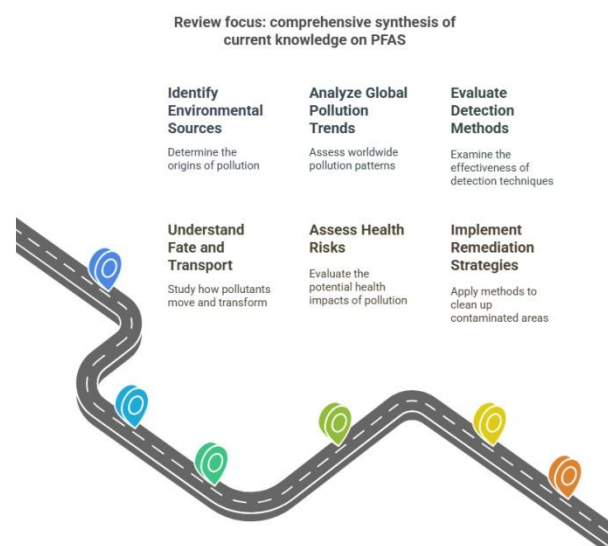 Review focus: comprehensive synthesis of
current knowledge on PFAS
Identify
Environmental
Sources
Determine the
origins of pollution
Analyze Global
Pollution
Trends
Assess worldwide
pollution patterns
Evaluate
Detection
Methods
Examine the
effectiveness of
detection techniques
Understand
Fate and
Transport
Study how pollutants
move and transform
Assess Health
Risks
Evaluate the
potential health
impacts of pollution
Implement
Remediation
Strategies
Apply methods to
clean up
contaminated areas